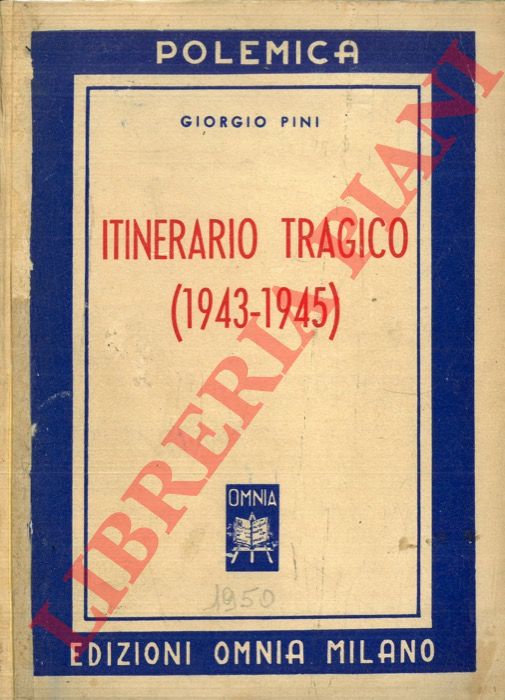 POLEMICA
GIORGIO PINI
ITINERARIO TRAGICO
(1943-1945)
OMNIA
1950
EDIZIONI OMNIA MILANO
LIBRERIA PIANI